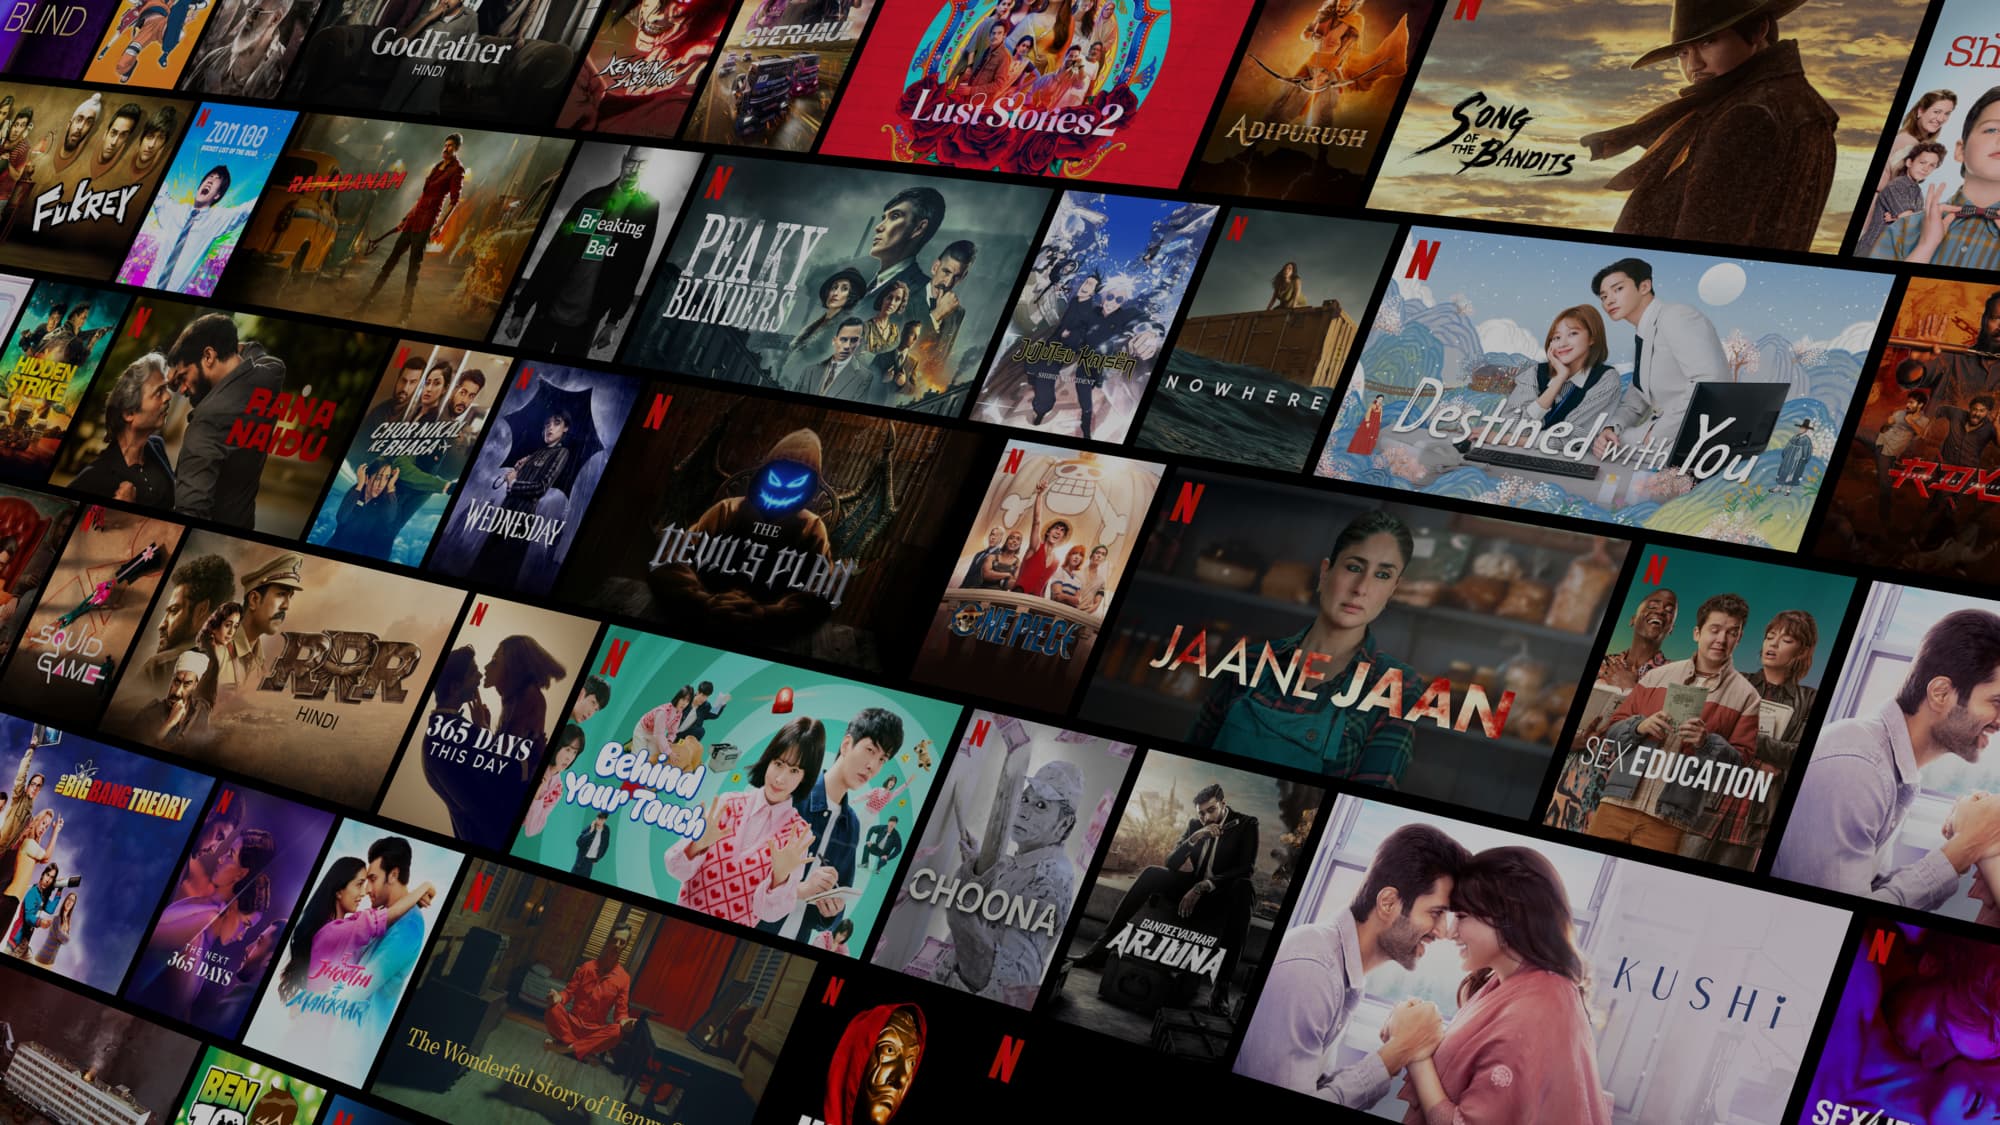 BLIND
GODFATHER
HINDI
KENGAN
ASHURA
OVERHAUL
Lust Stories 2
ADIPURUSH
SONG
OF THE
BANDITS
Sh
FUKREY
ZOM 100
BUCKET LIST OF THE DEAD
RAMABANAM
Breaking
Bad
PEAKY
BLINDERS
JUJUTSU KAISEN
SHIBUYA INCIDENT
NOWHERE
Destined with You
RDX
HIDDEN
STRIKE
RANA
NAIDU
CHOR NIKAL
KE BHAGA
WEDNESDAY
THE
DEVIL'S PLAN
ONE PIECE
JAANE JAAN
SEX EDUCATION
SQUID
GAME
RRR
HINDI
365 DAYS
THIS DAY
Behind
Your Touch
CHOONA
GANDEEVADHARI
ARJUNA
KUSHi
the BIG BANG THEORY
THE NEXT
365 DAYS
Tu
JHOOTHI
Main
MAKKAAR
The Wonderful Story of Henry
BEN
10
SEX/